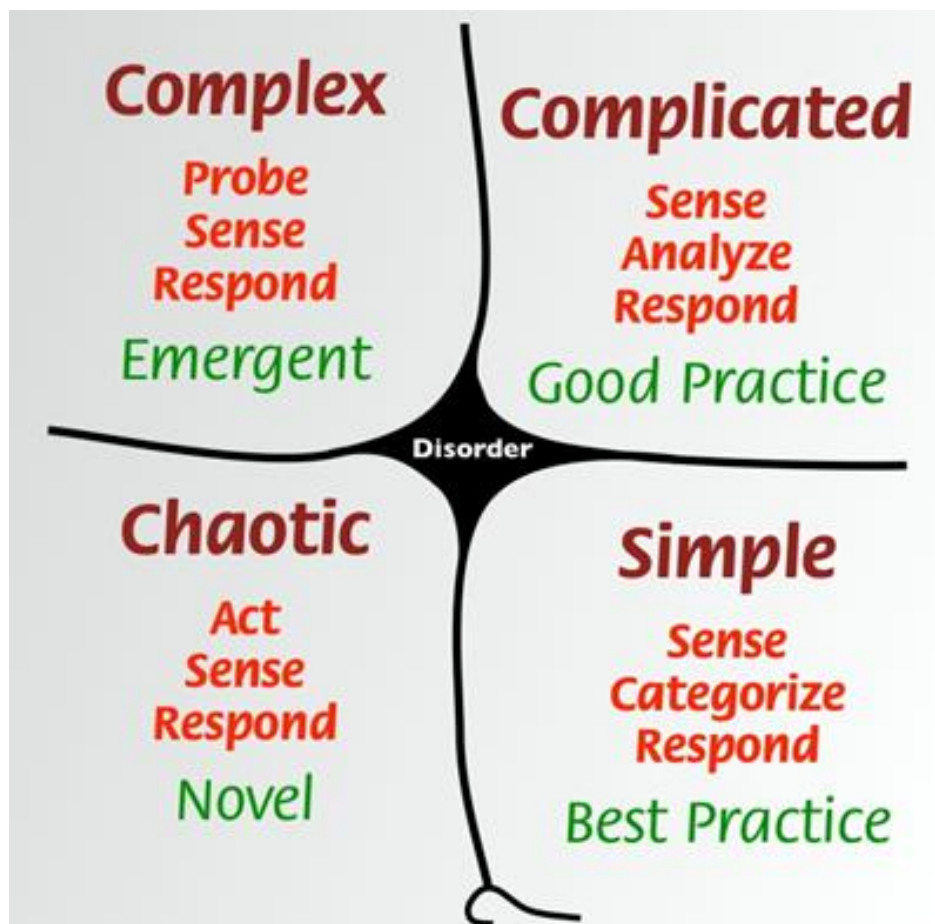 Complex
Probe
Sense
Respond
Emergent
Complicated
Sense
Analyze
Respond
Good Practice
Disorder
Chaotic
Act
Sense
Respond
Novel
Simple
Sense
Categorize
Respond
Best Practice